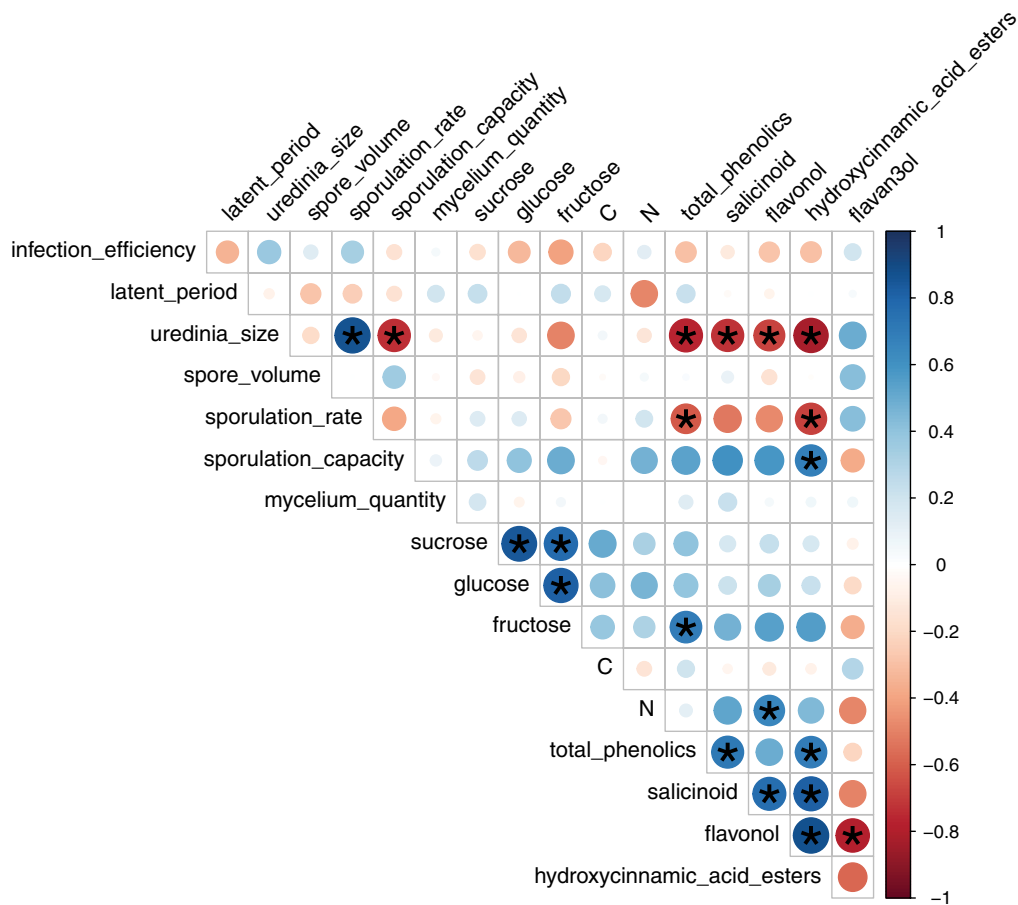 latent_period
uredinia_size
spore_volume
sporulation_rate
sporulation_capacity
mycelium_quantity
sucrose
glucose
fructose
C
N
total_phenolics
salicinoid
flavonol
hydroxycinnamic_acid_esters
flavan3ol
infection_efficiency
latent_period
uredinia_size
spore_volume
sporulation_rate
sporulation_capacity
mycelium_quantity
sucrose
glucose
fructose
C
N
total_phenolics
salicinoid
flavonol
hydroxycinnamic_acid_esters
1
0.8
0.6
0.4
0.2
0
−0.2
−0.4
−0.6
−0.8
−1